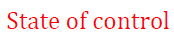 State of control